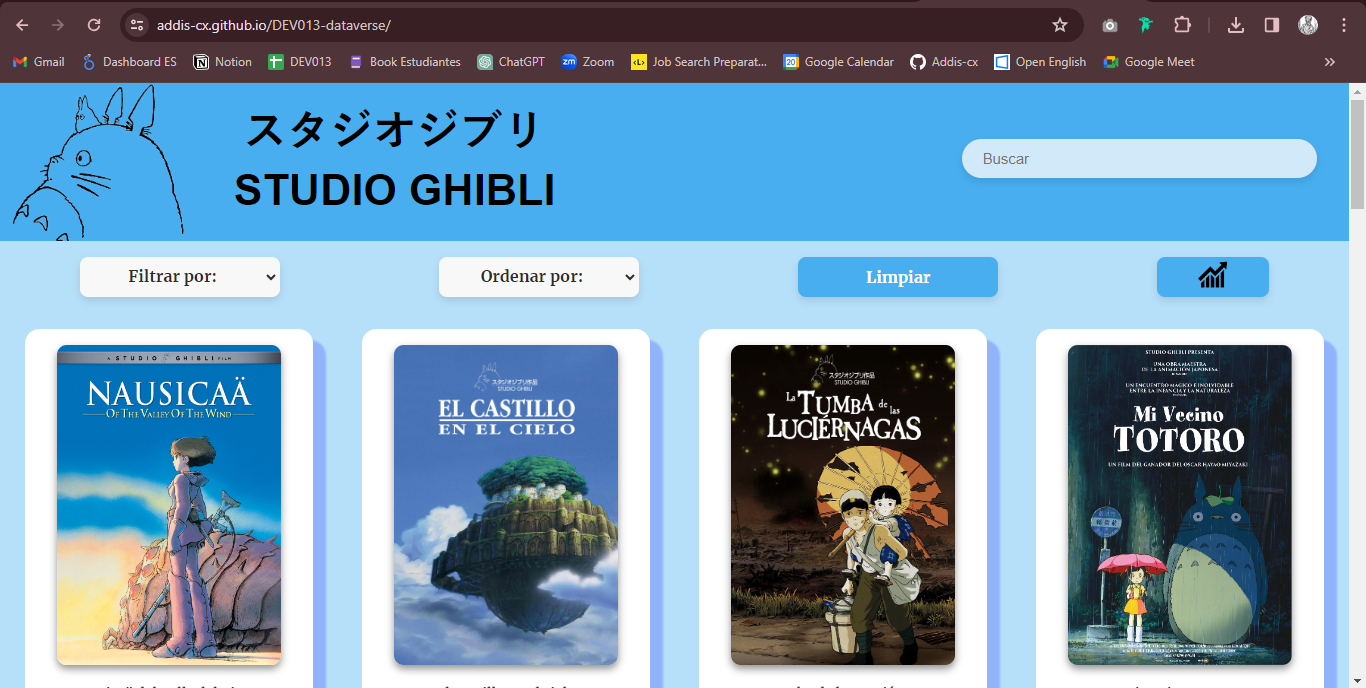 addis-cx.github.io/DEV013-dataverse/
Gmail
Dashboard ES
Notion
DEV013
Book Estudiantes
ChatGPT
Zoom
Job Search Preparat...
Google Calendar
Addis-cx
Open English
Google Meet
スタジオジブリ
STUDIO GHIBLI
Buscar
Filtrar por:
Ordenar por:
Limpiar
A STUDIO GHIBLI FILM
NAUSICAÄ
OF THE VALLEY OF THE WIND
スタジオジブリ作品
STUDIO GHIBLI
EL CASTILLO
EN EL CIELO
スタジオジブリ作品
STUDIO GHIBLI
La TUMBA de las
LUCIÉRNAGAS
STUDIO GHIBLI PRESENTA
UNA OBRA MAESTRA
DE LA ANIMACIÓN JAPONESA
UN ENCUENTRO MAGICO E INOLVIDABLE
ENTRE LA INFANCIA Y LA NATURALEZA
Mi Vecino
TOTORO
UN FILM DEL GANADOR DEL OSCAR HAYAO MIYAZAKI